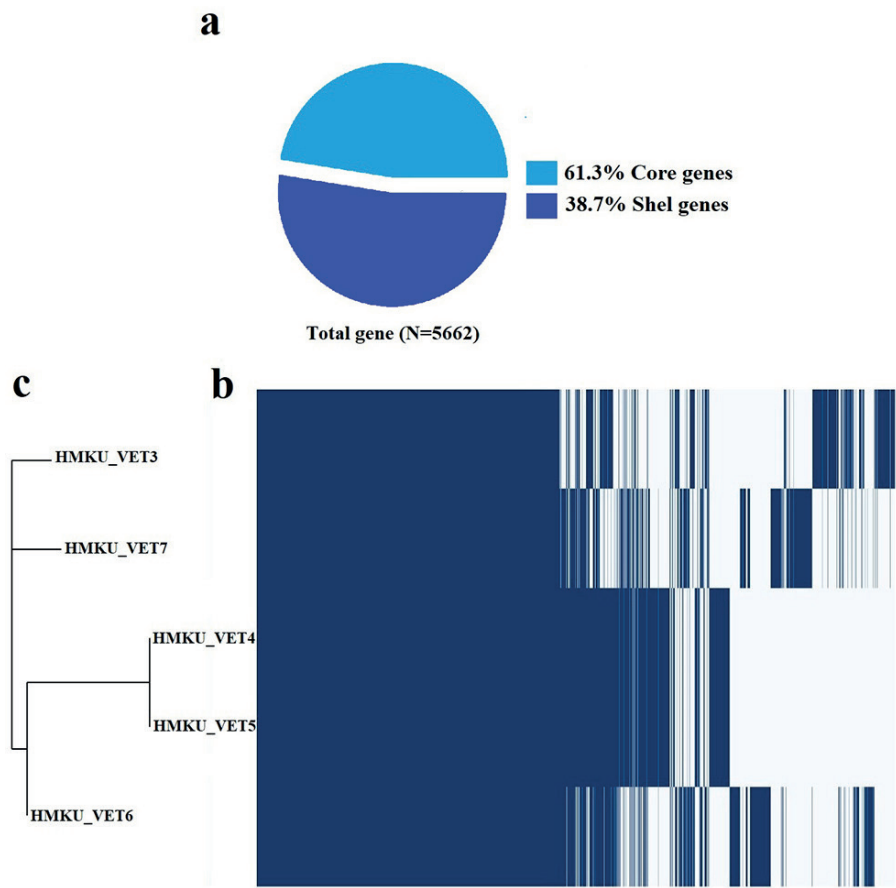 a
61.3% Core genes
38.7% Shel genes
Total gene (N=5662)
c
b
HMKU_VET3
HMKU_VET7
HMKU_VET4
HMKU_VET5
HMKU_VET6